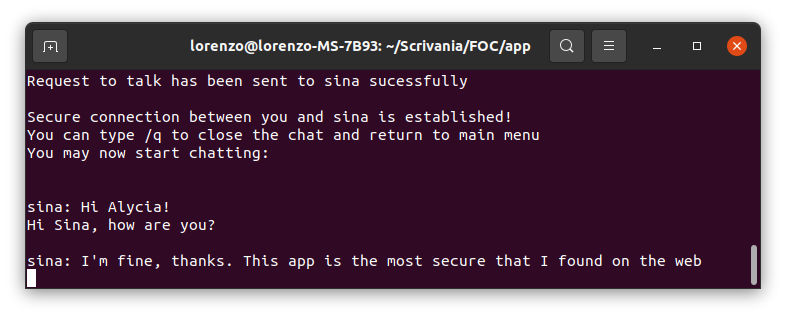 lorenzo@lorenzo-MS-7B93: ~/Scrivania/FOC/app
Request to talk has been sent to sina sucessfully
Secure connection between you and sina is established!
You can type /q to close the chat and return to main menu
You may now start chatting:
sina: Hi Alycia!
Hi Sina, how are you?
sina: I'm fine, thanks. This app is the most secure that I found on the web